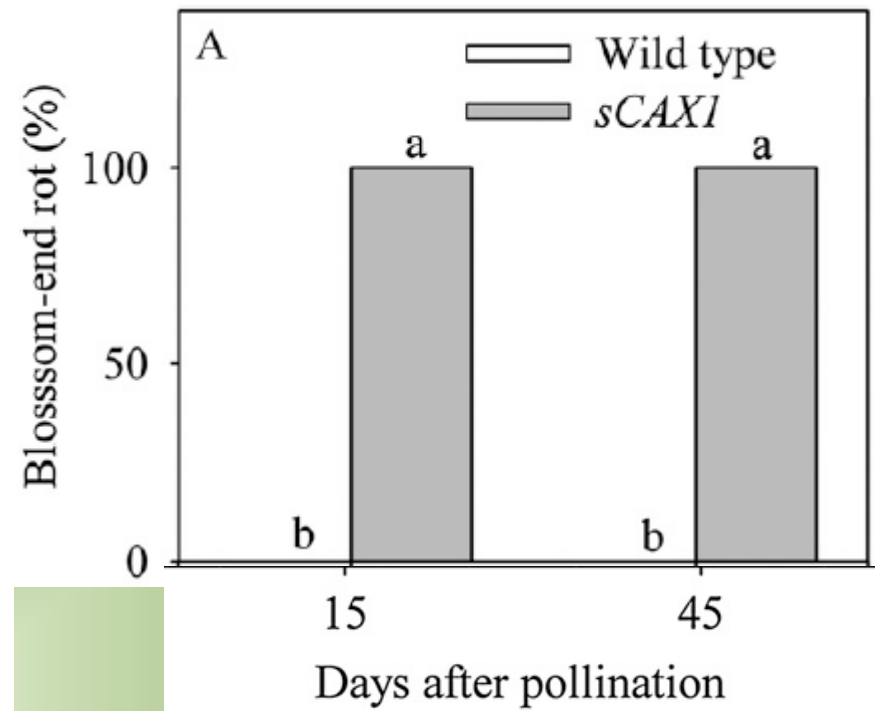 A
Wild type
sCAX1
Blosssom-end rot (%)
100
50
0
a
a
b
b
15
45
Days after pollination